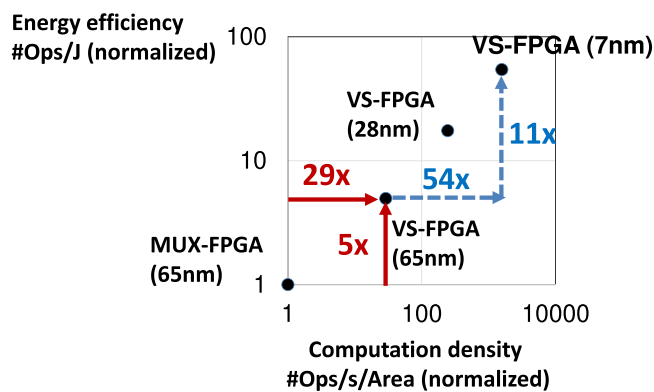 Energy efficiency
#Ops/J (normalized)
100
VS-FPGA (7nm)
VS-FPGA
(28nm)
11x
10
29x
54x
MUX-FPGA
(65nm)
5x
VS-FPGA
(65nm)
1
1
100
10000
Computation density
#Ops/s/Area (normalized)